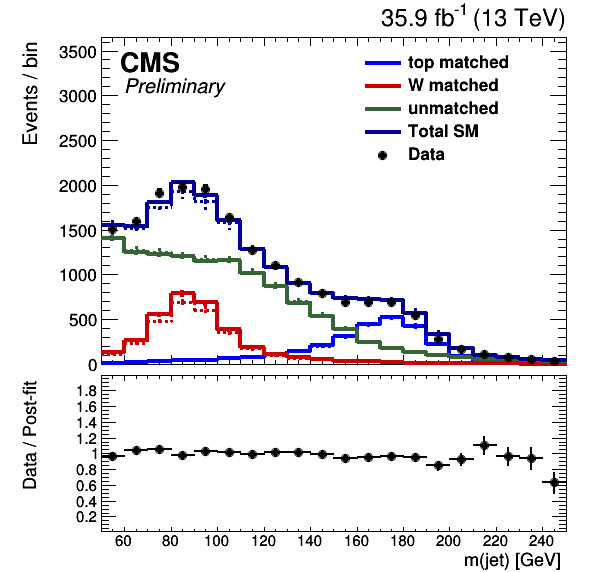 35.9 fb⁻¹ (13 TeV)
CMS
Preliminary
top matched
W matched
unmatched
Total SM
Data
Events / bin
3500
3000
2500
2000
1500
1000
500
0
Data / Post-fit
1.8
1.6
1.4
1.2
1
0.8
0.6
0.4
0.2
60 80 100 120 140 160 180 200 220 240
m(jet) [GeV]